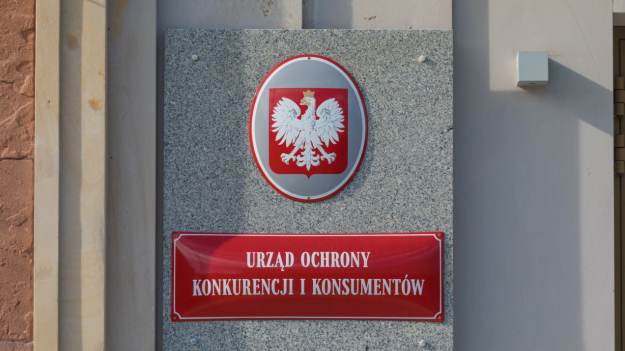 URZĄD OCHRONY
KONKURENCJI I KONSUMENTÓW